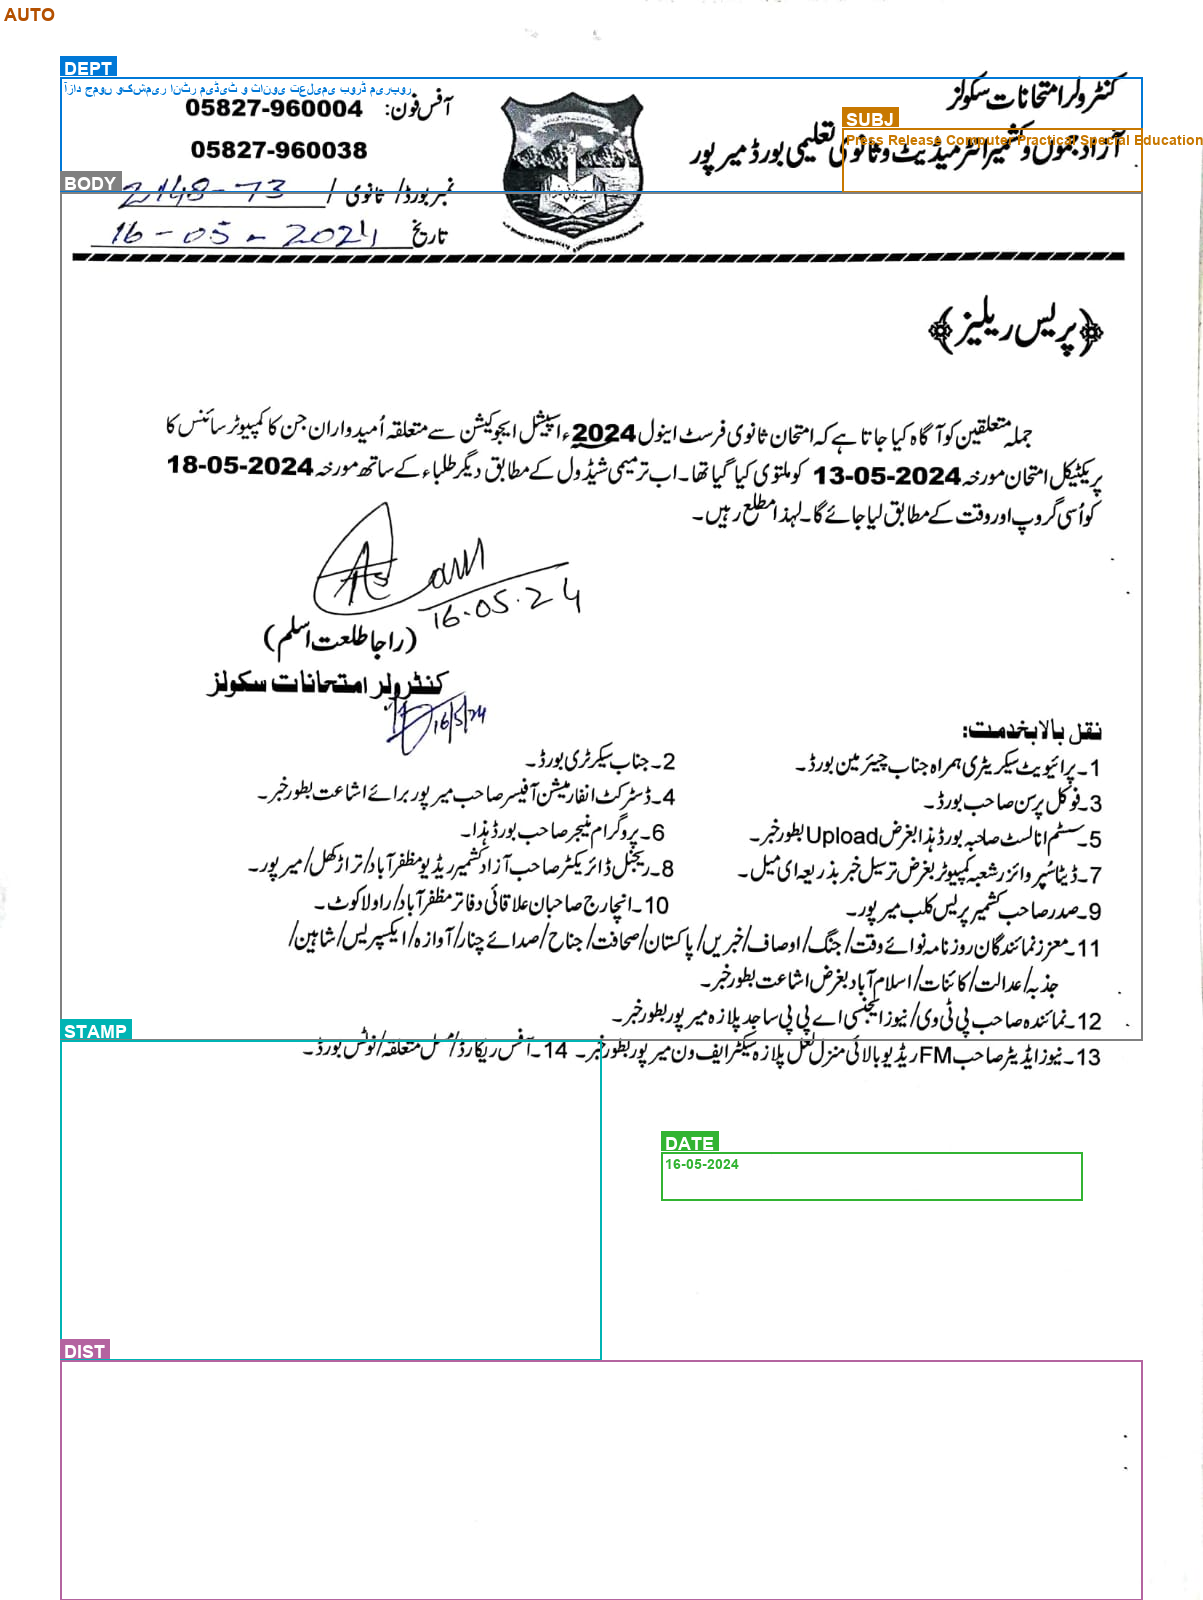 AUTO
DEPT
آزاد جموں وکشمیر انٹر میڈیٹ و ثانوی تعلیمی بورڈ میرپور
کنٹرولر امتحانات سکولز
آفس فون: 05827-960004
SUBJ
Press Release Computer Practical Special Education
آزاد جموں و کشمیر انٹرمیڈیٹ و ثانوی تعلیمی بورڈ میرپور
05827-960038
BODY
نمبر بورڈ/ ثانوی / 2148-73
تاریخ 16-05-2024
﴿پریس ریلیز﴾
جملہ متعلقین کو آگاہ کیا جاتا ہے کہ امتحان ثانوی فرسٹ اینول 2024ء اسپیشل ایجوکیشن سے متعلقہ اُمیدواران جن کا کمپیوٹر سائنس کا
پریکٹیکل امتحان مورخہ 13-05-2024 کو ملتوی کیا گیا تھا۔ اب ترمیمی شیڈول کے مطابق دیگر طلباء کے ساتھ مورخہ 18-05-2024
کو اُسی گروپ اور وقت کے مطابق لیا جائے گا۔ لہذا مطلع رہیں۔
16.05.24
(راجا طلعت اسلم)
کنٹرولر امتحانات سکولز
16/5/24
نقل بالا بخدمت:
1۔ پرائیویٹ سیکریٹری ہمراہ جناب چیئرمین بورڈ۔ 2۔ جناب سیکرٹری بورڈ۔
3۔ فوکل پرسن صاحب بورڈ۔ 4۔ ڈسٹرکٹ انفارمیشن آفیسر صاحب میرپور برائے اشاعت بطور خبر۔
5۔ سسٹم انالسٹ صاحبہ بورڈ ہذا بغرض Upload بطور خبر۔ 6۔ پروگرام منیجر صاحب بورڈ ہذا۔
7۔ ڈیٹا سپروائزر شعبہ کمپیوٹر بغرض ترسیل خبر بذریعہ ای میل۔ 8۔ ریجنل ڈائریکٹر صاحب آزاد کشمیر ریڈیو مظفرآباد/تراڑکھل/میرپور۔
9۔ صدر صاحب کشمیر پریس کلب میرپور۔ 10۔ انچارج صاحبان علاقائی دفاتر مظفرآباد/راولاکوٹ۔
11۔ معزز نمائندگان روزنامہ نوائے وقت/جنگ/اوصاف/خبریں/پاکستان/صحافت/جناح/صدائے چنار/آوازہ/ایکسپریس/شاہین/
جذبہ/عدالت/کائنات/اسلام آباد بغرض اشاعت بطور خبر۔
12۔ نمائندہ صاحب پی ٹی وی/نیوز ایجنسی اے پی پی ساجد پلازہ میرپور بطور خبر۔
STAMP
13۔ نیوز ایڈیٹر صاحب FM ریڈیو بالائی منزل لعل پلازہ سیکٹر ایف ون میرپور بطور خبر۔ 14۔ آفس ریکارڈ/مسل متعلقہ/نوٹس بورڈ۔
DATE
16-05-2024
DIST